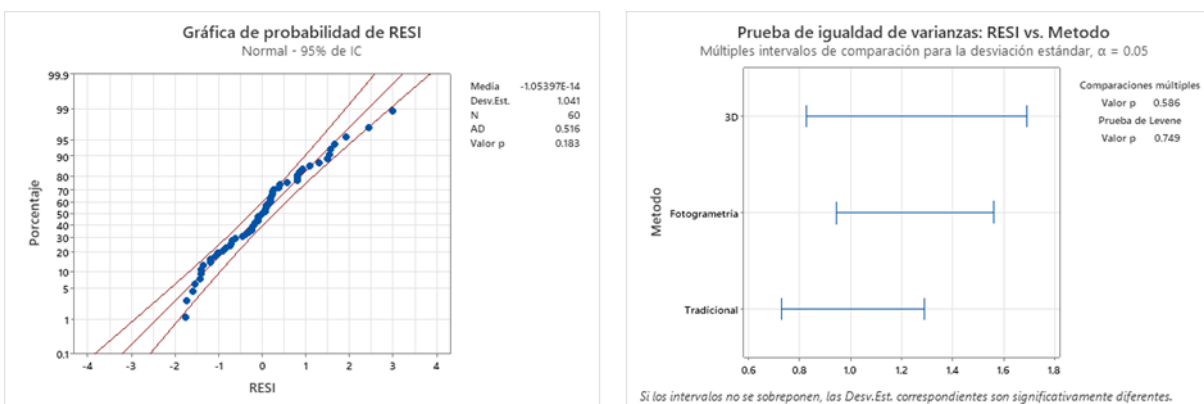 Gráfica de probabilidad de RESI
Normal - 95% de IC
99.9
99
95
90
80
70
60
50
40
30
20
10
5
1
0.1
Porcentaje
-4
-3
-2
-1
0
1
2
3
4
RESI
Media -1.05397E-14
Desv.Est. 1.041
N 60
AD 0.516
Valor p 0.183
Prueba de igualdad de varianzas: RESI vs. Metodo
Múltiples intervalos de comparación para la desviación estándar, α = 0.05
Metodo
3D
Fotogrametría
Tradicional
0.6
0.8
1.0
1.2
1.4
1.6
1.8
Comparaciones múltiples
Valor p 0.586
Prueba de Levene
Valor p 0.749
Si los intervalos no se sobreponen, las Desv.Est. correspondientes son significativamente diferentes.